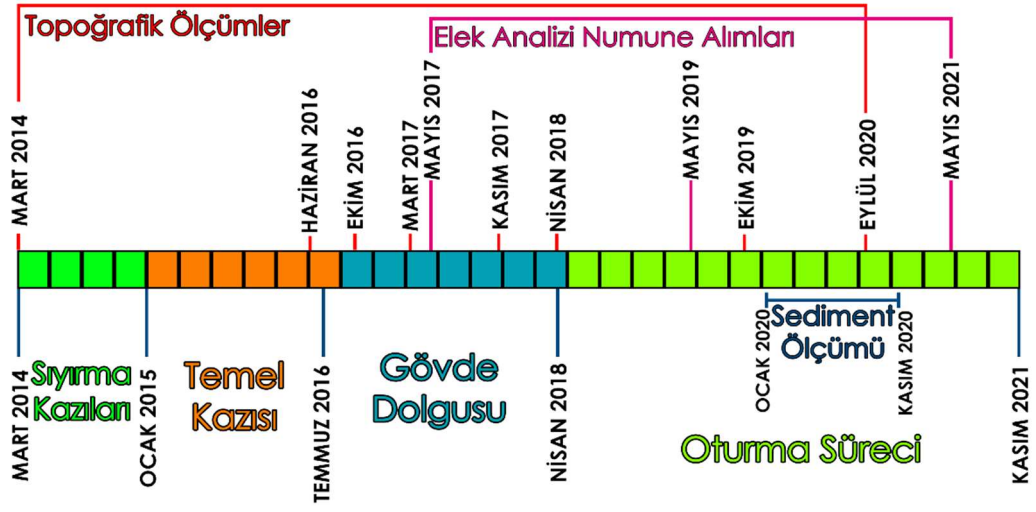 Topoğrafik Ölçümler
Elek Analizi Numune Alımları
MART 2014
HAZİRAN 2016
EKİM 2016
MART 2017
MAYIS 2017
KASIM 2017
NİSAN 2018
MAYIS 2019
EKİM 2019
EYLÜL 2020
MAYIS 2021
MART 2014
Sıyırma
Kazıları
OCAK 2015
Temel
Kazısı
TEMMUZ 2016
Gövde
Dolgusu
NİSAN 2018
OCAK 2020
Sediment
Ölçümü
KASIM 2020
Oturma Süreci
KASIM 2021